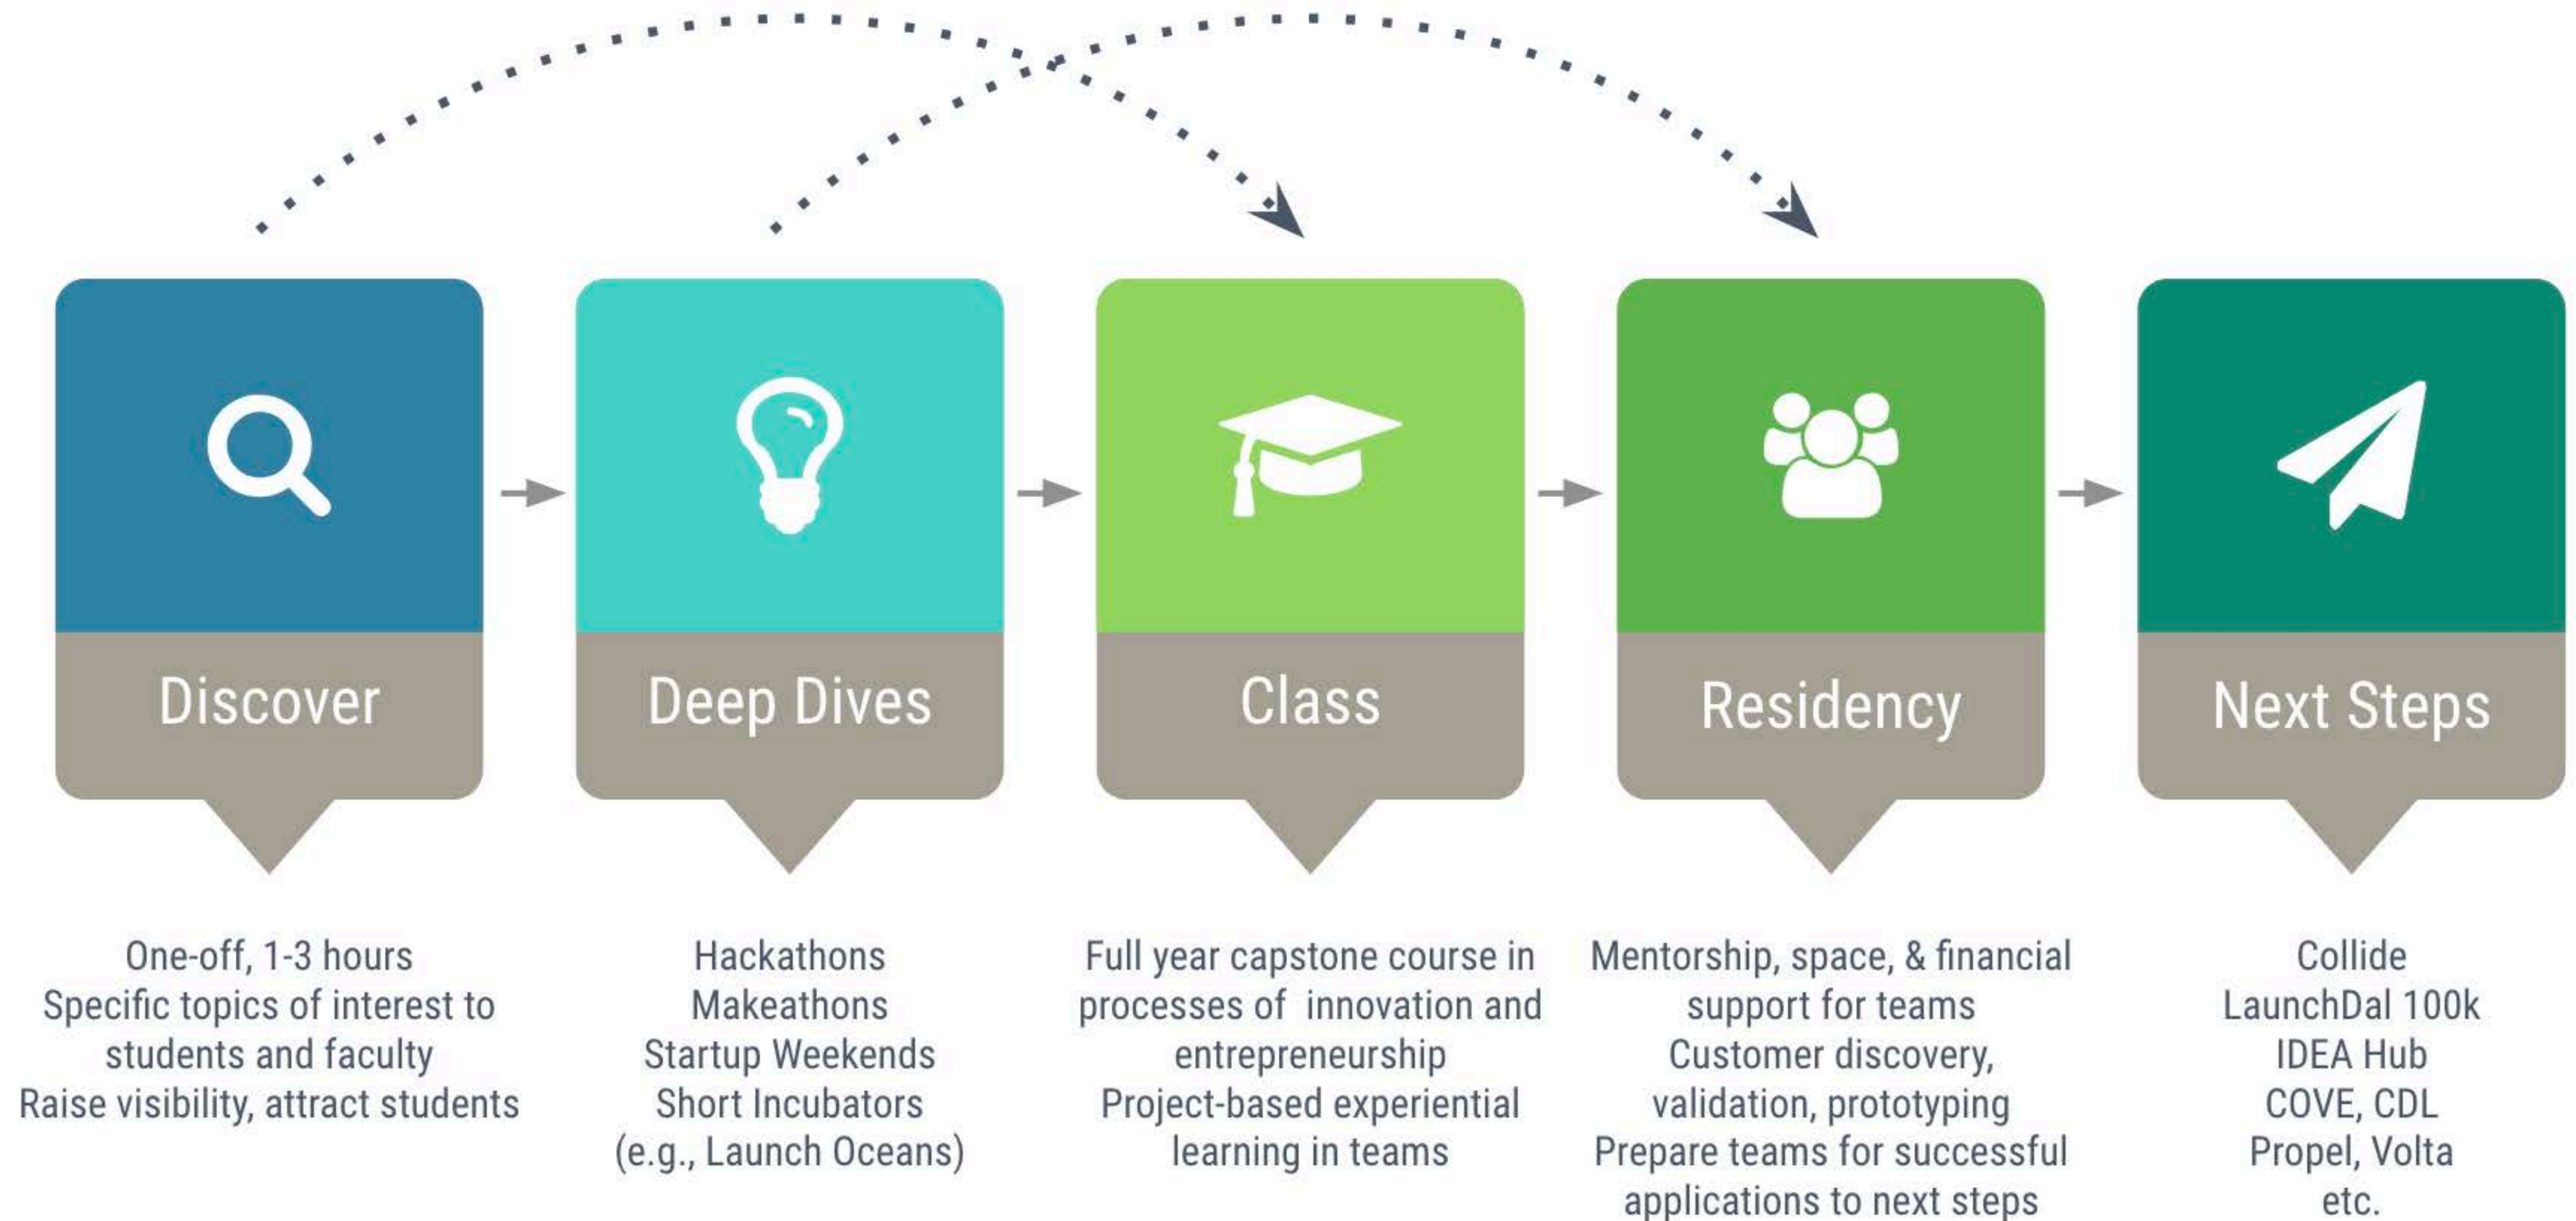 Discover
One-off, 1-3 hours
Specific topics of interest to
students and faculty
Raise visibility, attract students
Deep Dives
Hackathons
Makeathons
Startup Weekends
Short Incubators
(e.g., Launch Oceans)
Class
Full year capstone course in
processes of innovation and
entrepreneurship
Project-based experiential
learning in teams
Residency
Mentorship, space, & financial
support for teams
Customer discovery,
validation, prototyping
Prepare teams for successful
applications to next steps
Next Steps
Collide
LaunchDal 100k
IDEA Hub
COVE, CDL
Propel, Volta
etc.